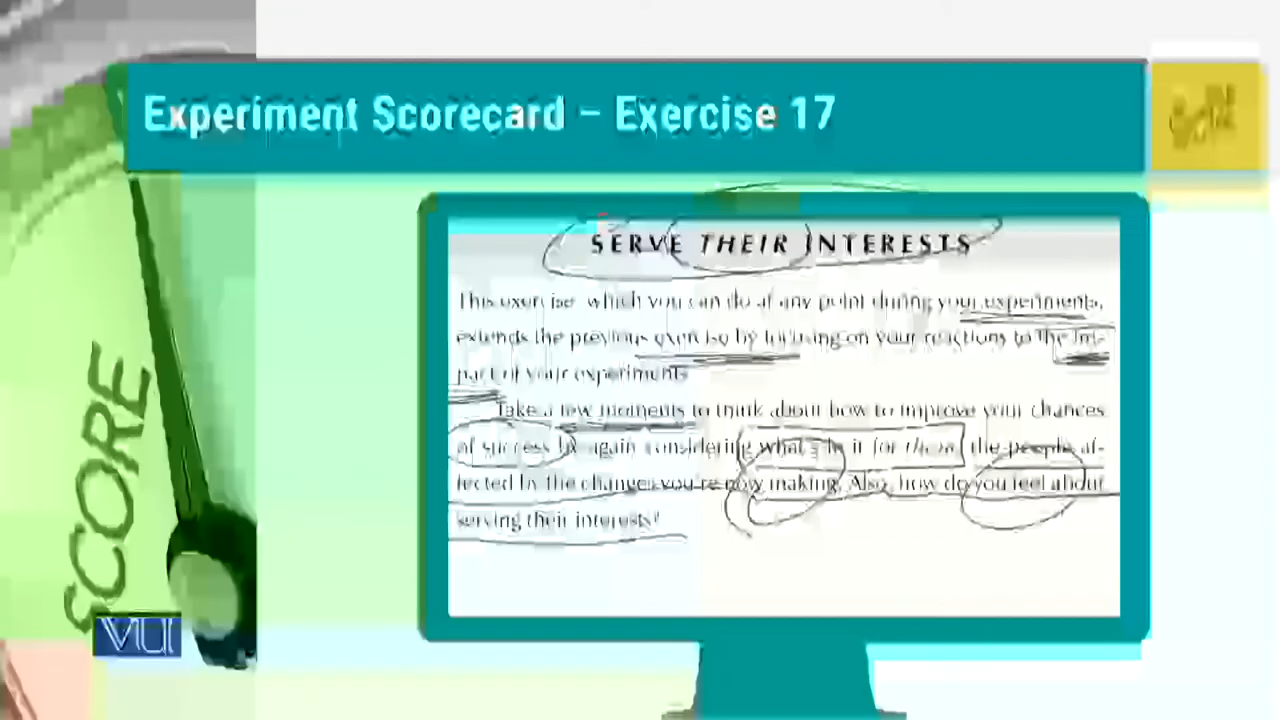 Experiment Scorecard – Exercise 17
SERVE THEIR INTERESTS
This exercise which you can do at any point during your experiments,
extends the previous exercise by focusing on your reactions to the im-
pact of your experiments
Take a few moments to think about how to improve your chances
of success by again considering what's in it for them, the people af-
fected by the changes you're now making. Also, how do you feel about
serving their interests?
SCORE
VU